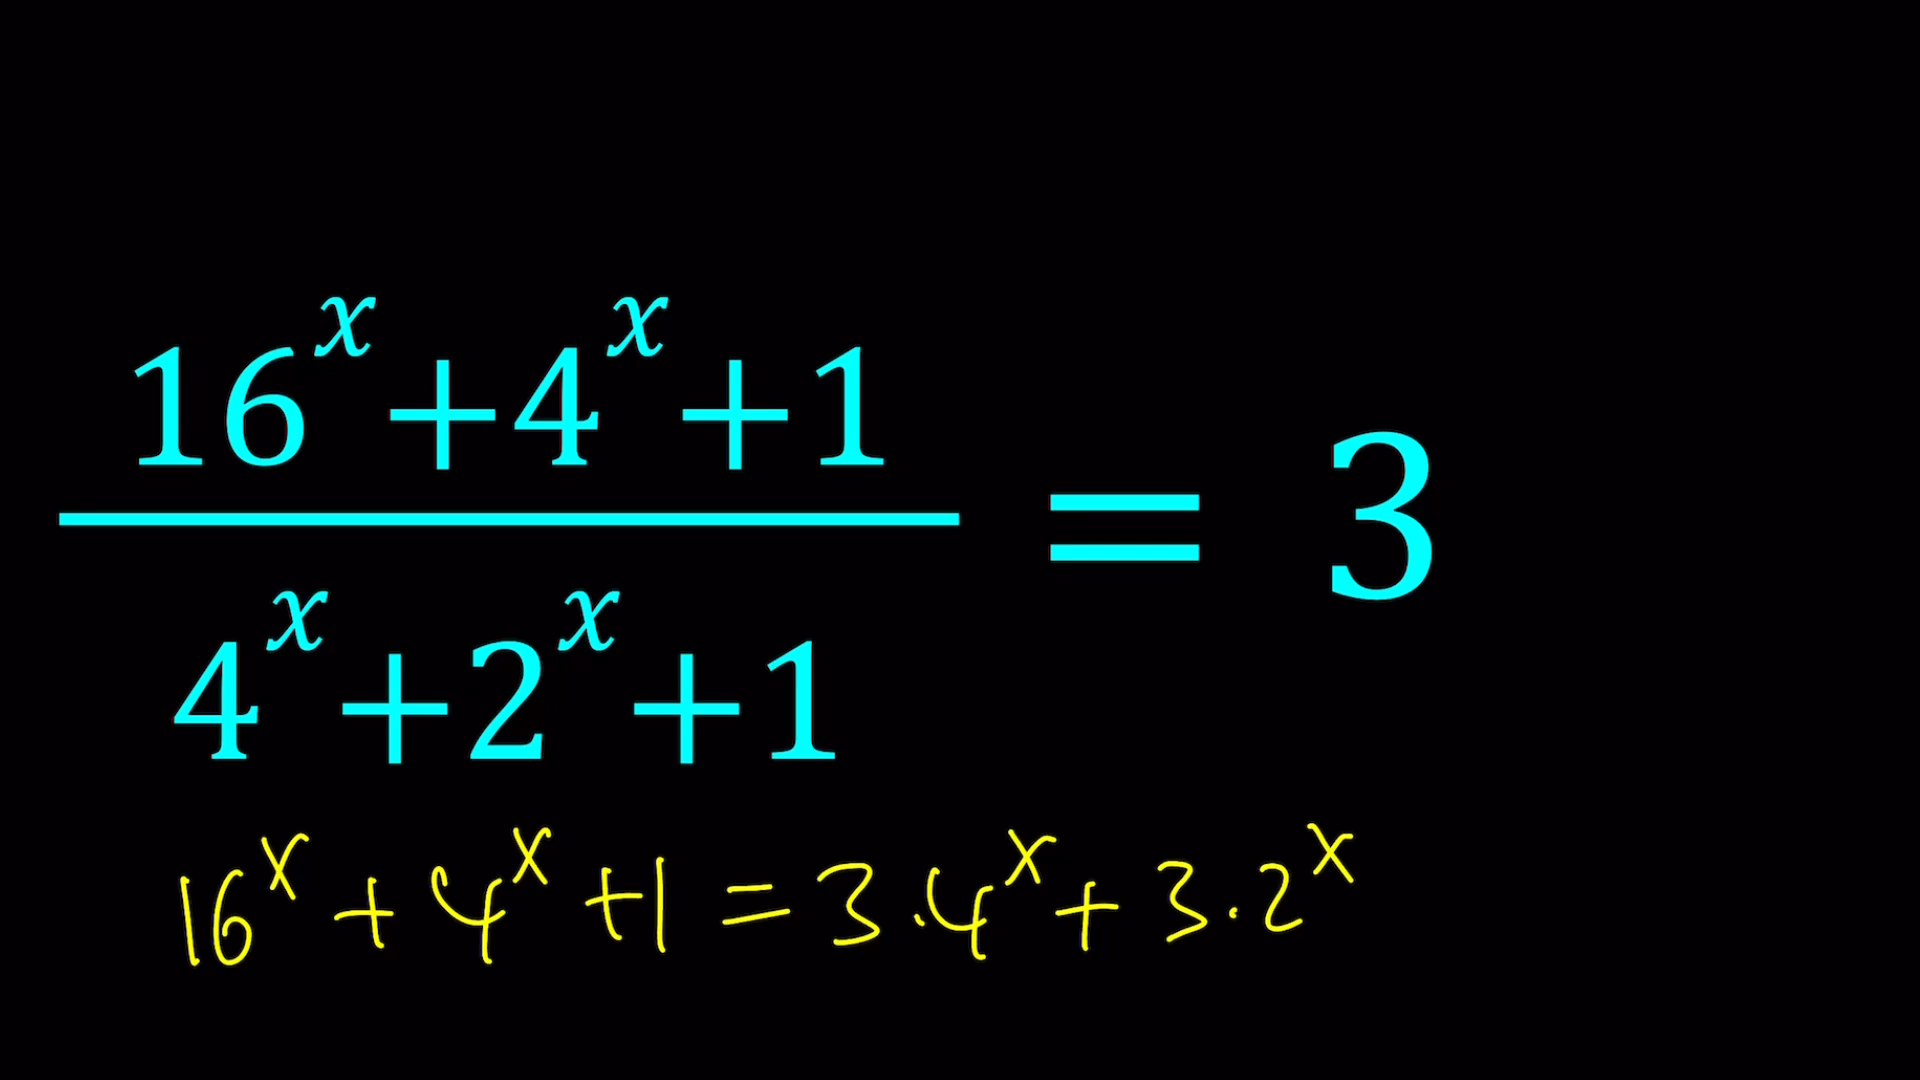 16^x+4^x+1
4^x+2^x+1
= 3
16^x + 4^x + 1 = 3·4^x + 3·2^x